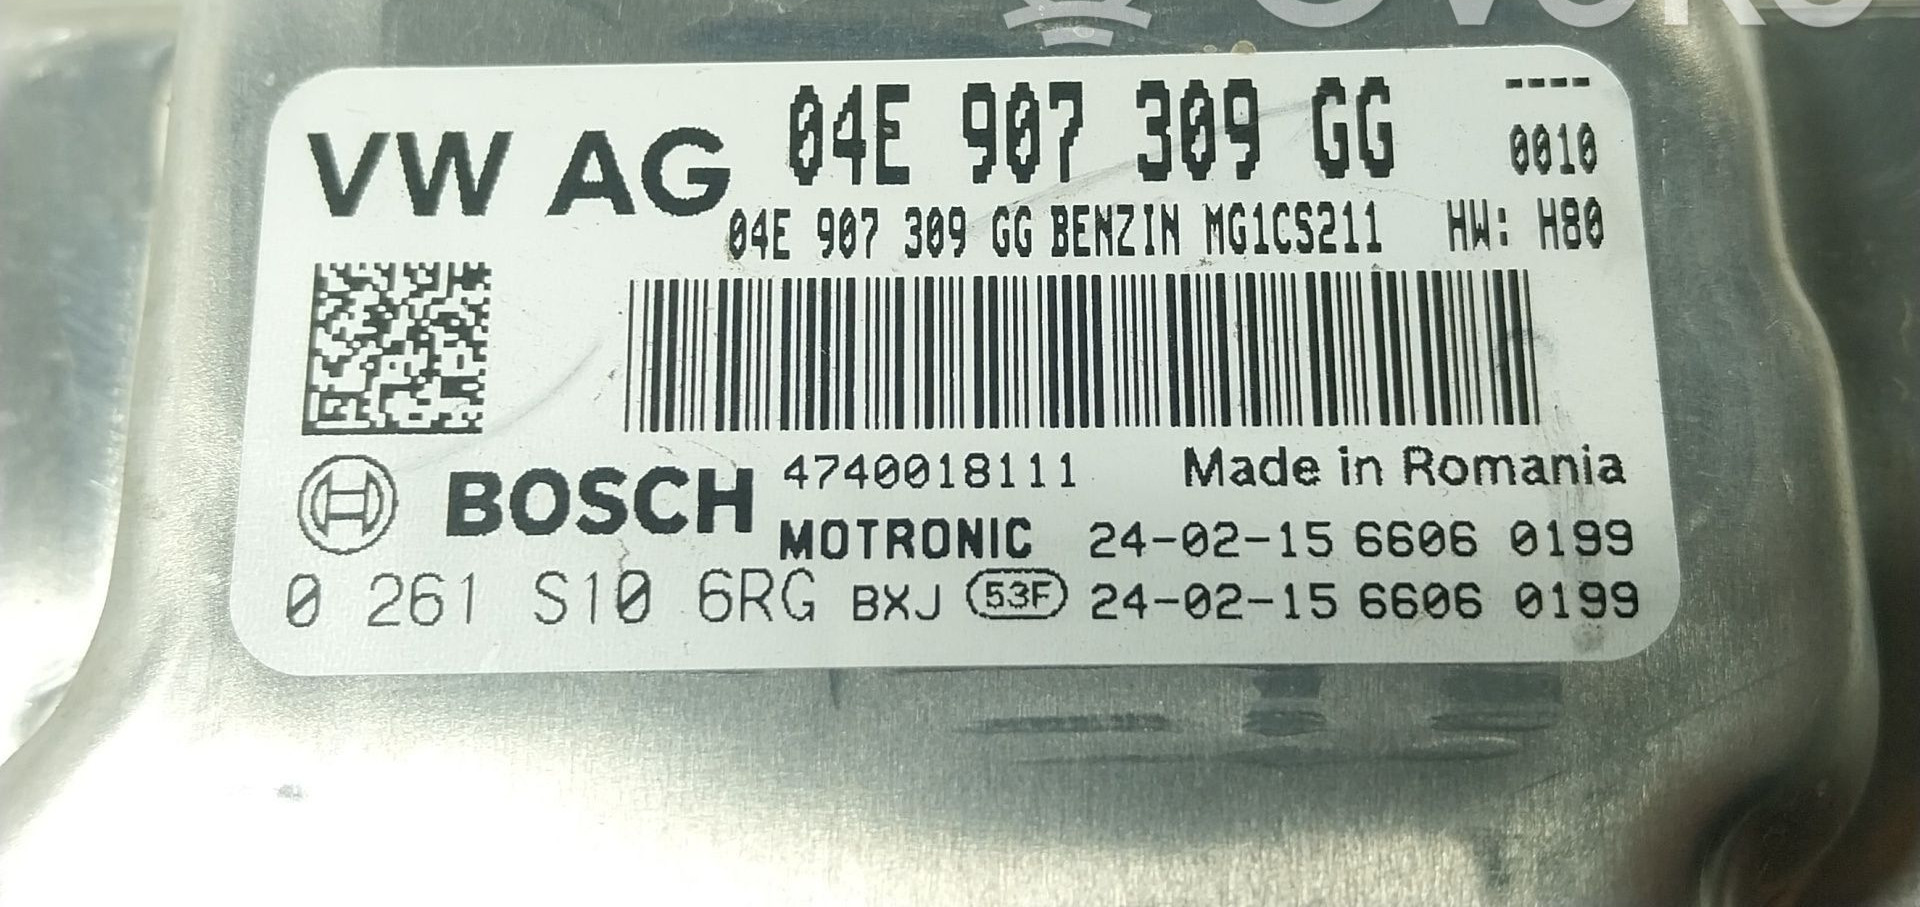 VW AG 04E 907 309 GG ----
0010
04E 907 309 GG BENZIN MG1CS211 HW: H80
BOSCH 4740018111 Made in Romania
MOTRONIC 24-02-15 6606 0199
0 261 S10 6RG BXJ 53F 24-02-15 6606 0199